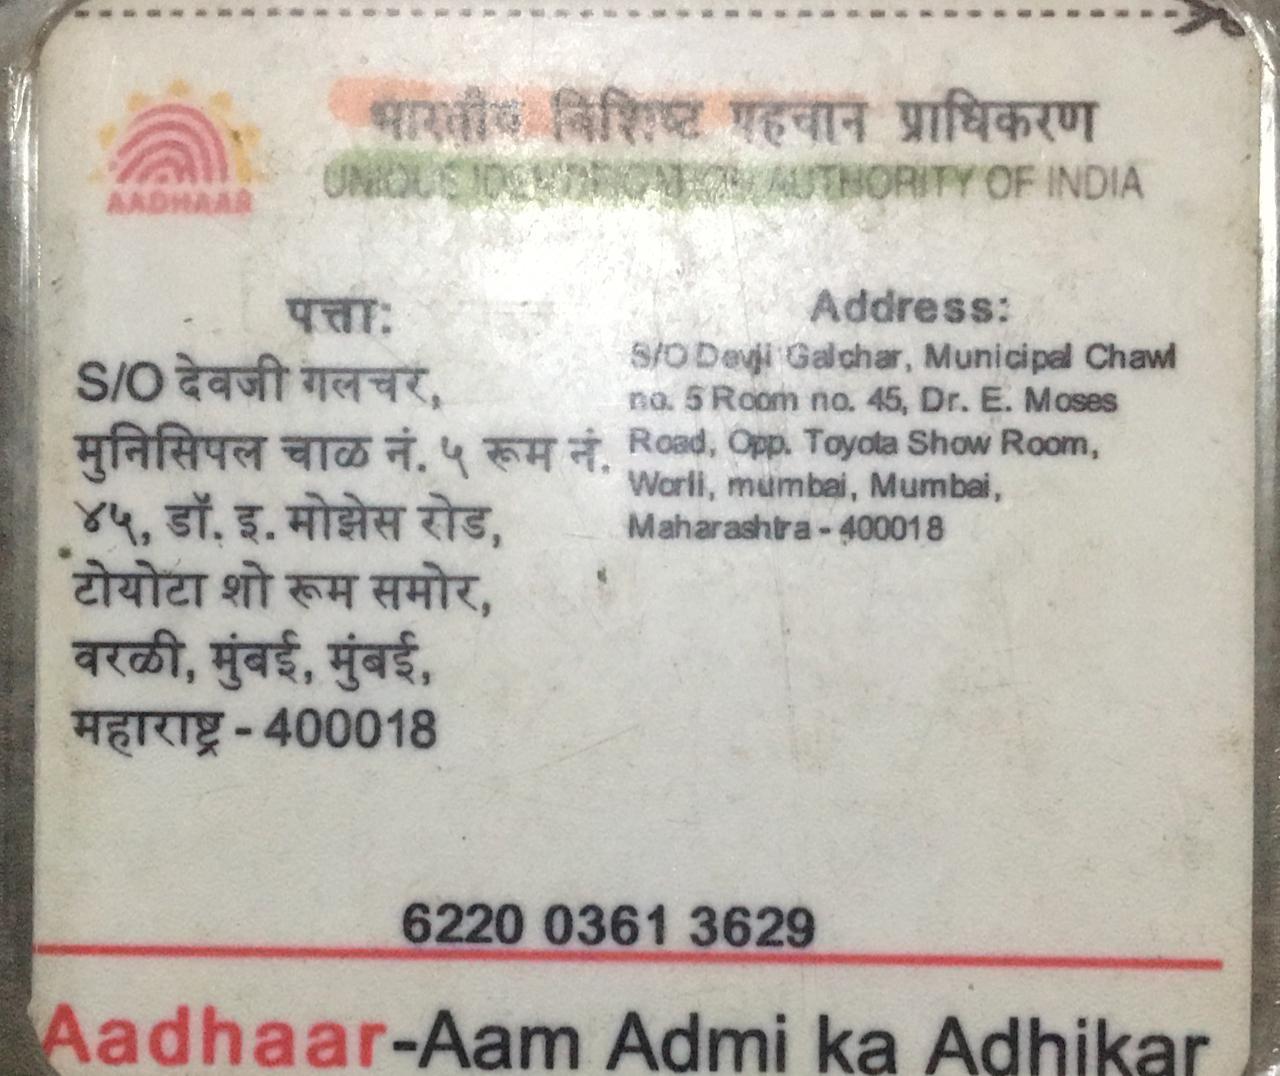 भारतीय विशिष्ट पहचान प्राधिकरण
UNIQUE IDENTIFICATION AUTHORITY OF INDIA
AADHAAR
पत्ता:
S/O देवजी गलचर,
मुनिसिपल चाळ नं. ५ रूम नं.
४५, डॉ. इ. मोझेस रोड,
टोयोटा शो रूम समोर,
वरळी, मुंबई, मुंबई,
महाराष्ट्र - 400018
Address:
S/O Devji Galchar, Municipal Chawl
no. 5 Room no. 45, Dr. E. Moses
Road, Opp. Toyota Show Room,
Worli, mumbai, Mumbai,
Maharashtra - 400018
6220 0361 3629
Aadhaar-Aam Admi ka Adhikar